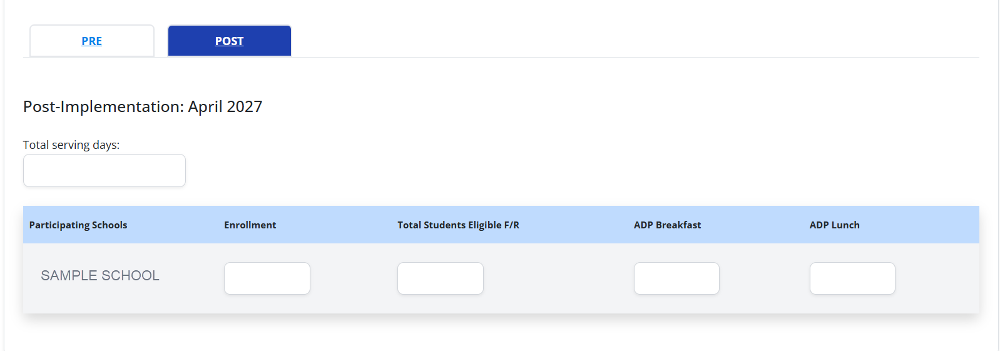 PRE
POST
Post-Implementation: April 2027
Total serving days:
Participating Schools Enrollment Total Students Eligible F/R ADP Breakfast ADP Lunch
SAMPLE SCHOOL